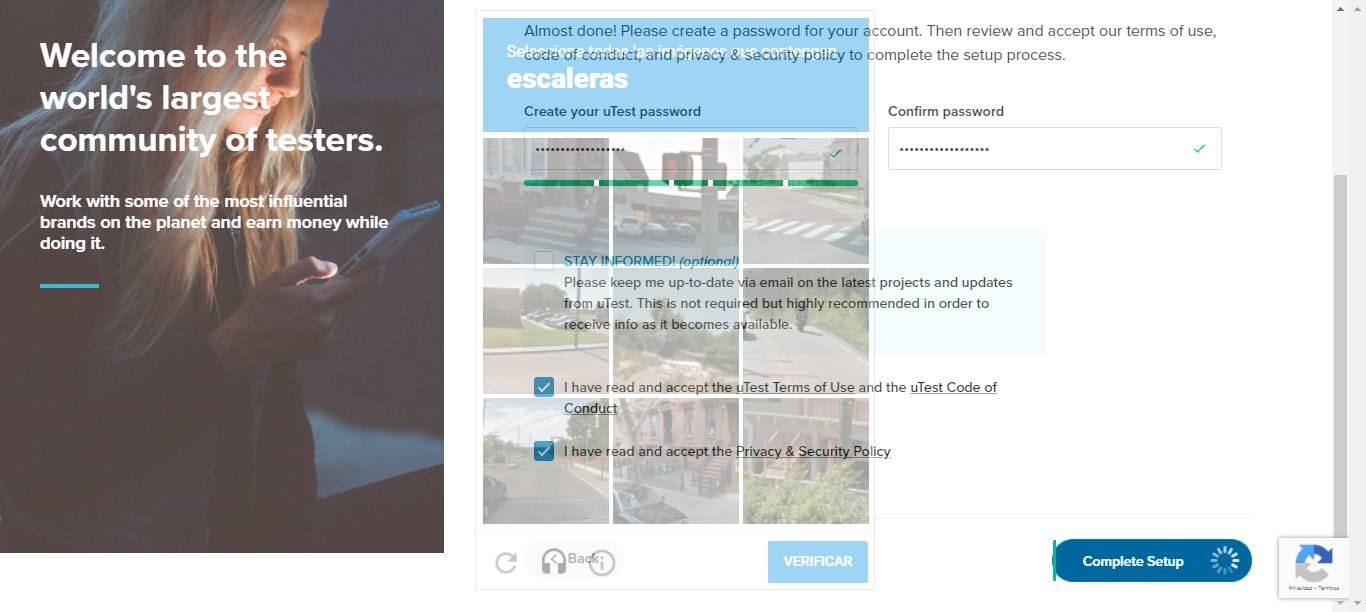 Welcome to the
world's largest
community of testers.
Work with some of the most influential
brands on the planet and earn money while
doing it.
Almost done! Please create a password for your account. Then review and accept our terms of use,
code of conduct, and privacy & security policy to complete the setup process.
Selecciona todas las imágenes que contengan
escaleras
Create your uTest password
Confirm password
••••••••••••••••••
••••••••••••••••••
STAY INFORMED! (optional)
Please keep me up-to-date via email on the latest projects and updates
from uTest. This is not required but highly recommended in order to
receive info as it becomes available.
I have read and accept the uTest Terms of Use and the uTest Code of
Conduct
I have read and accept the Privacy & Security Policy
Back
VERIFICAR
Complete Setup
Privacidad - Términos